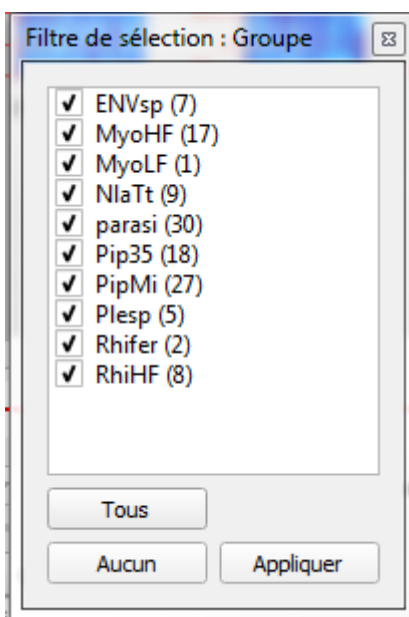 Filtre de sélection : Groupe
ENVsp (7)
MyoHF (17)
MyoLF (1)
NlaTt (9)
parasi (30)
Pip35 (18)
PipMi (27)
Plesp (5)
Rhifer (2)
RhiHF (8)
Tous
Aucun Appliquer